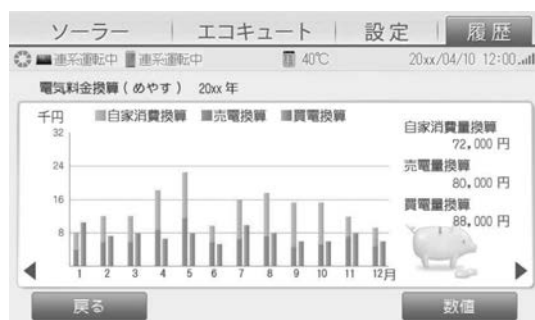 ソーラー エコキュート 設定 履歴
連系運転中 連系運転中 40℃ 20xx/04/10 12:00
電気料金換算(めやす) 20xx 年
千円 自家消費換算 売電換算 買電換算
32
24
16
8
1 2 3 4 5 6 7 8 9 10 11 12月
自家消費量換算
72,000 円
売電量換算
80,000 円
買電量換算
88,000 円
戻る 数値